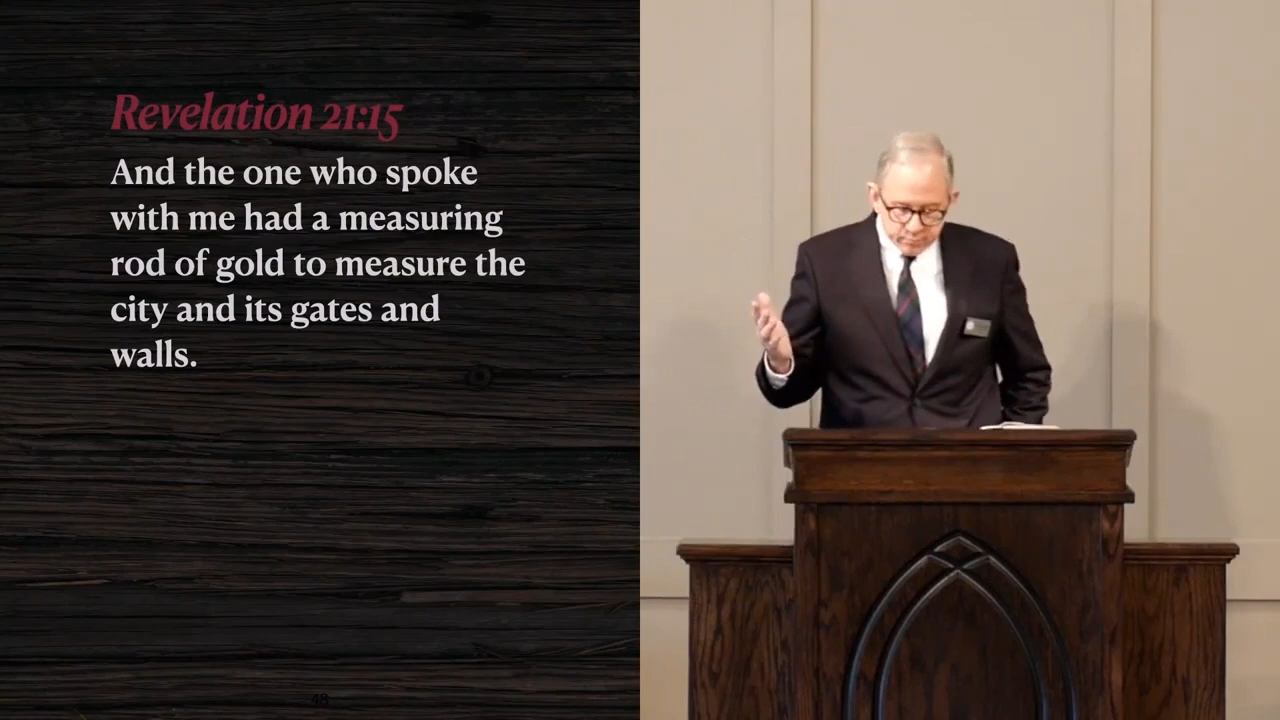 Revelation 21:15
And the one who spoke
with me had a measuring
rod of gold to measure the
city and its gates and
walls.
48